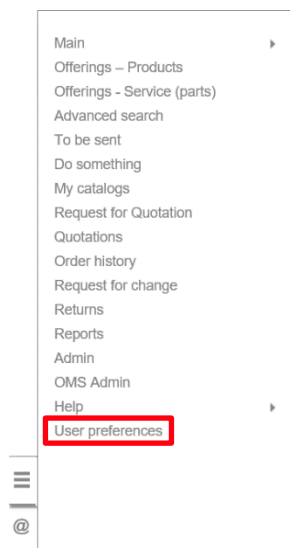 Main
Offerings – Products
Offerings - Service (parts)
Advanced search
To be sent
Do something
My catalogs
Request for Quotation
Quotations
Order history
Request for change
Returns
Reports
Admin
OMS Admin
Help
User preferences
@